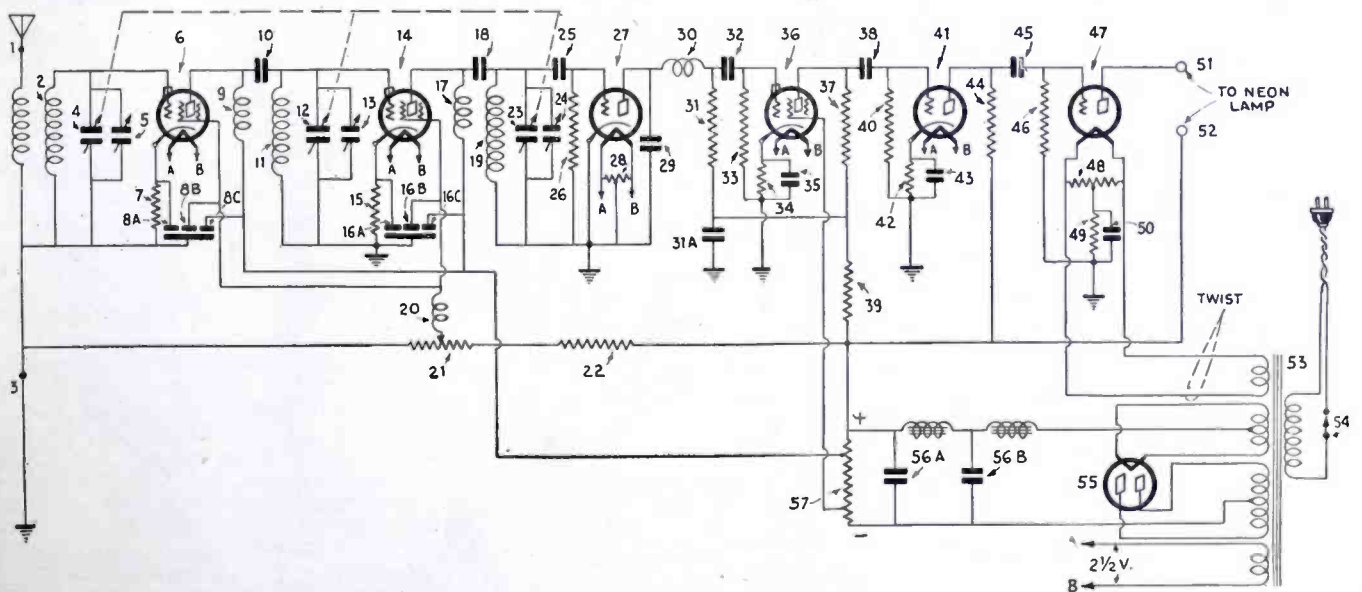 1
2
4
5
6
7
8A
8B
8C
9
10
11
12
13
14
15
16A
16B
16C
17
18
19
20
21
22
23
24
25
26
27
A
B
28
29
30
31
31A
32
33
34
35
36
37
38
39
40
41
42
43
44
45
46
47
48
49
50
51
TO NEON
LAMP
52
A
B
A
B
A
B
A
B
TWIST
53
54
3
+
56A
56B
55
57
-
A
2½V.
B